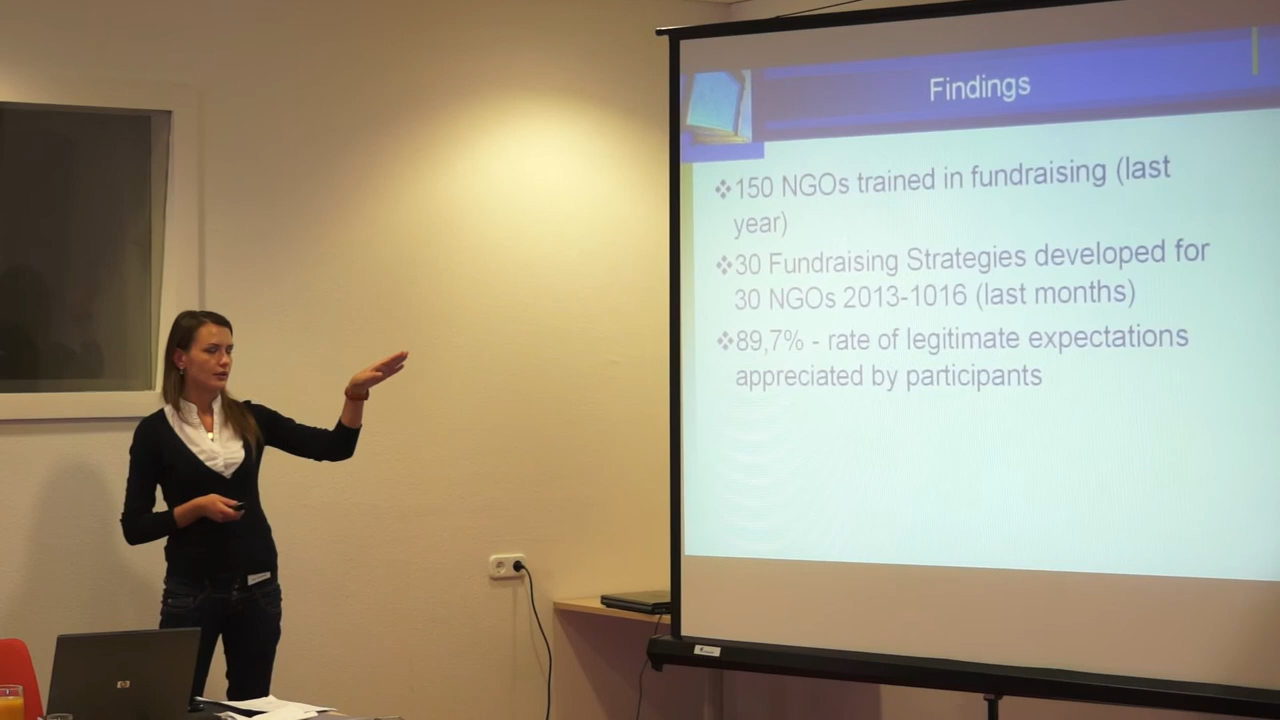 Findings
❖150 NGOs trained in fundraising (last
year)
❖30 Fundraising Strategies developed for
30 NGOs 2013-1016 (last months)
❖89,7% - rate of legitimate expectations
appreciated by participants
hp